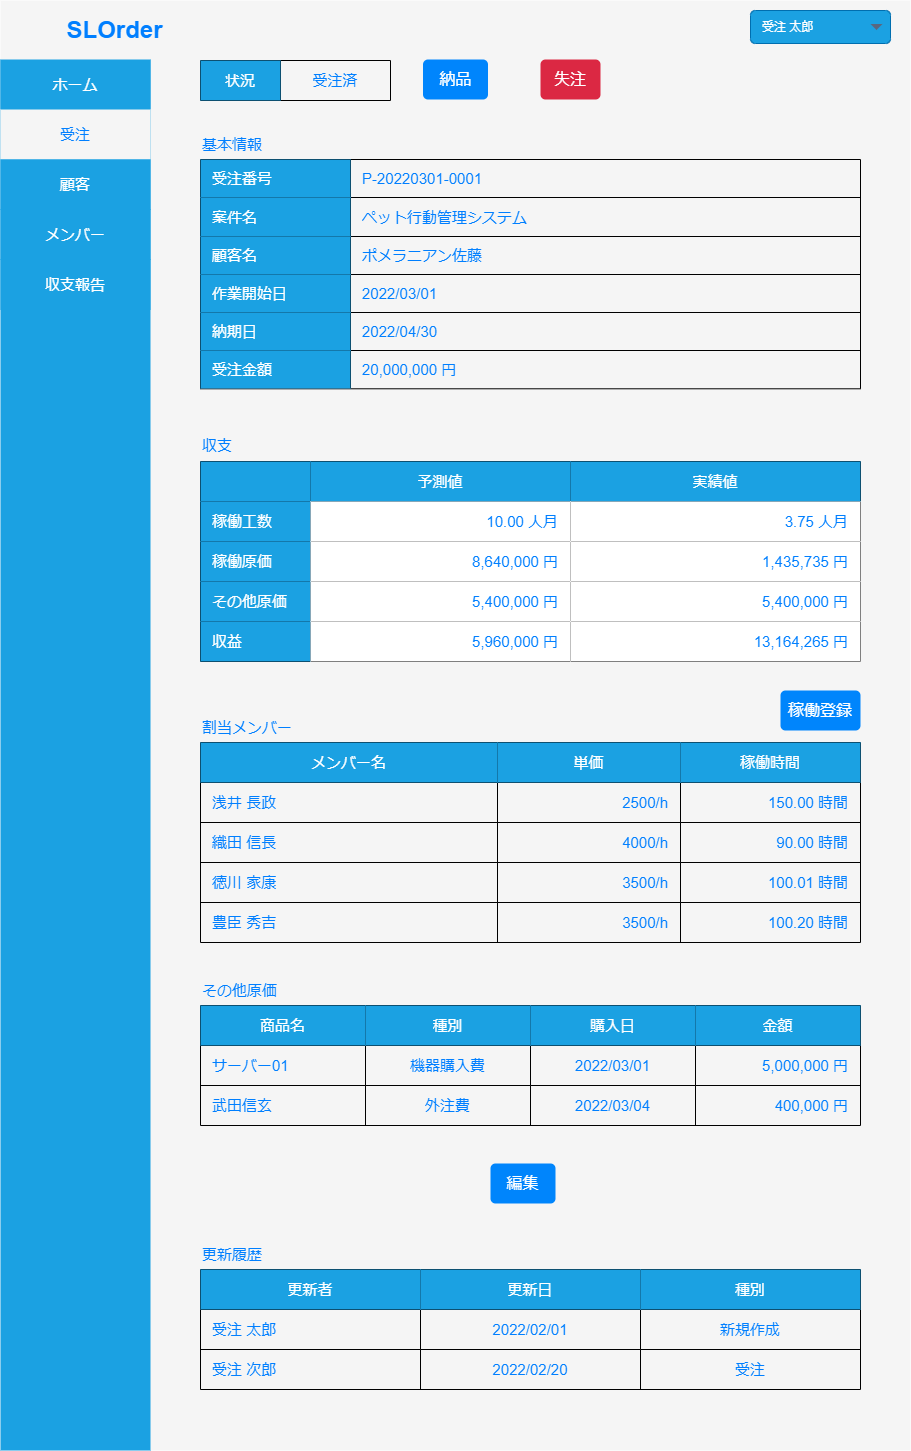 SLOrder
受注 太郎
ホーム
受注
顧客
メンバー
収支報告
状況 受注済 納品 失注
基本情報
受注番号 P-20220301-0001
案件名 ペット行動管理システム
顧客名 ポメラニアン佐藤
作業開始日 2022/03/01
納期日 2022/04/30
受注金額 20,000,000 円
収支
予測値 実績値
稼働工数 10.00 人月 3.75 人月
稼働原価 8,640,000 円 1,435,735 円
その他原価 5,400,000 円 5,400,000 円
収益 5,960,000 円 13,164,265 円
稼働登録
割当メンバー
メンバー名 単価 稼働時間
浅井 長政 2500/h 150.00 時間
織田 信長 4000/h 90.00 時間
徳川 家康 3500/h 100.01 時間
豊臣 秀吉 3500/h 100.20 時間
その他原価
商品名 種別 購入日 金額
サーバー01 機器購入費 2022/03/01 5,000,000 円
武田信玄 外注費 2022/03/04 400,000 円
編集
更新履歴
更新者 更新日 種別
受注 太郎 2022/02/01 新規作成
受注 次郎 2022/02/20 受注